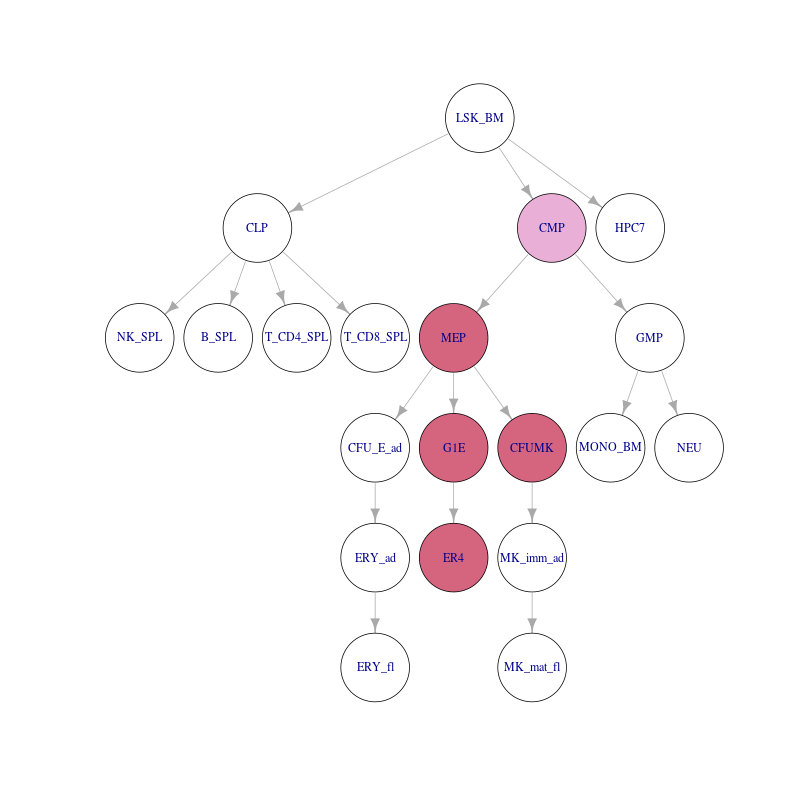 LSK_BM
CLP
CMP
HPC7
NK_SPL
B_SPL
T_CD4_SPL
T_CD8_SPL
MEP
GMP
CFU_E_ad
G1E
CFUMK
MONO_BM
NEU
ERY_ad
ER4
MK_imm_ad
ERY_fl
MK_mat_fl